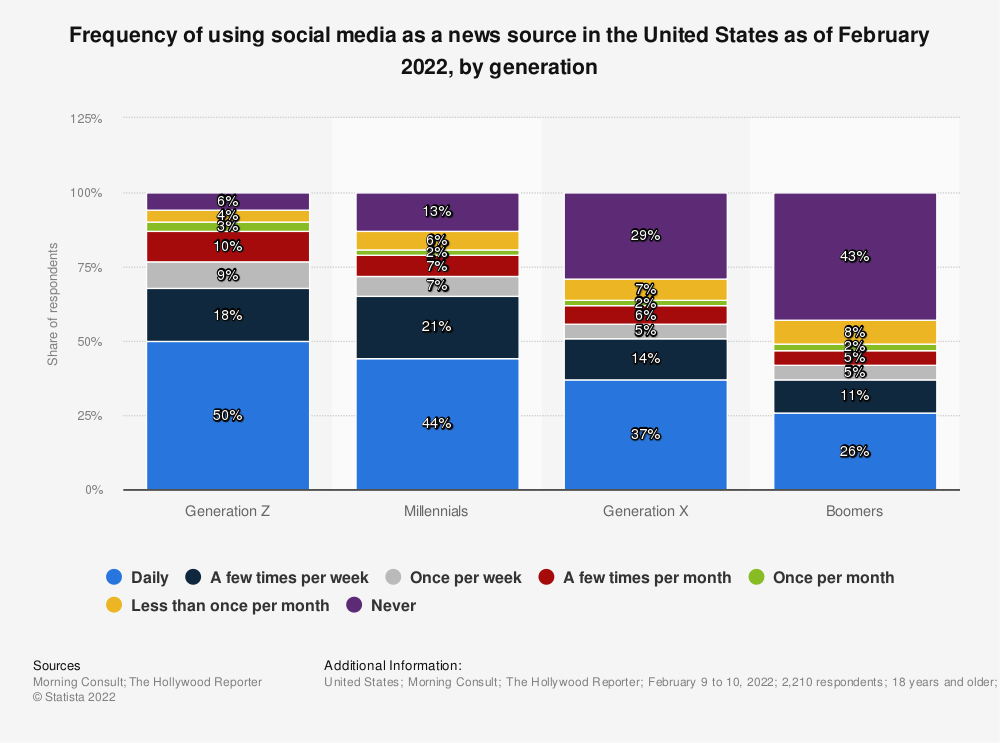 Frequency of using social media as a news source in the United States as of February
2022, by generation
125%
100%
75%
50%
25%
0%
Share of respondents
6%
4%
3%
10%
9%
18%
50%
13%
6%
2%
7%
7%
21%
44%
29%
7%
2%
6%
5%
14%
37%
43%
8%
2%
5%
5%
11%
26%
Generation Z
Millennials
Generation X
Boomers
Daily
A few times per week
Once per week
A few times per month
Once per month
Less than once per month
Never
Sources
Morning Consult; The Hollywood Reporter
© Statista 2022
Additional Information:
United States; Morning Consult; The Hollywood Reporter; February 9 to 10, 2022; 2,210 respondents; 18 years and older;